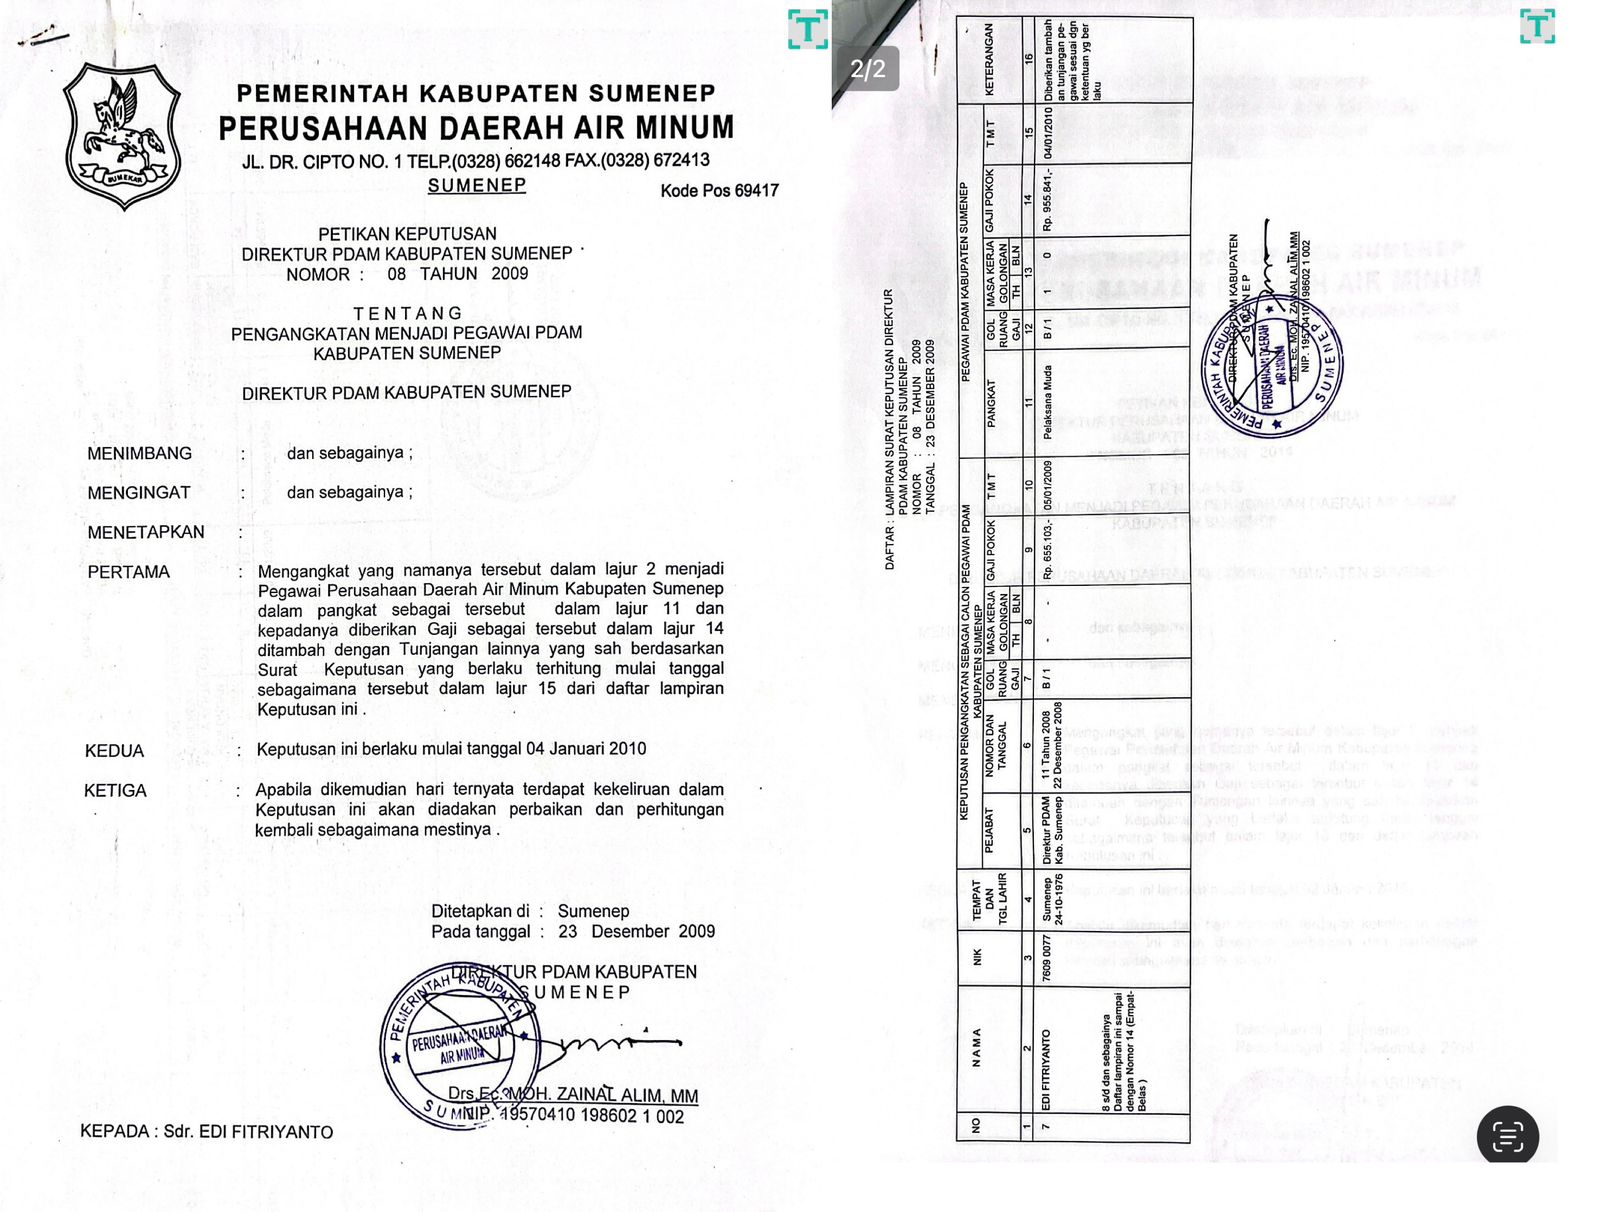 PEMERINTAH KABUPATEN SUMENEP
PERUSAHAAN DAERAH AIR MINUM
JL. DR. CIPTO NO. 1 TELP.(0328) 662148 FAX.(0328) 672413
SUMENEP
Kode Pos 69417
SUMEKAR
PETIKAN KEPUTUSAN
DIREKTUR PDAM KABUPATEN SUMENEP
NOMOR : 08 TAHUN 2009
T E N T A N G
PENGANGKATAN MENJADI PEGAWAI PDAM
KABUPATEN SUMENEP
DIREKTUR PDAM KABUPATEN SUMENEP
MENIMBANG : dan sebagainya ;
MENGINGAT : dan sebagainya ;
MENETAPKAN :
PERTAMA : Mengangkat yang namanya tersebut dalam lajur 2 menjadi
Pegawai Perusahaan Daerah Air Minum Kabupaten Sumenep
dalam pangkat sebagai tersebut dalam lajur 11 dan
kepadanya diberikan Gaji sebagai tersebut dalam lajur 14
ditambah dengan Tunjangan lainnya yang sah berdasarkan
Surat Keputusan yang berlaku terhitung mulai tanggal
sebagaimana tersebut dalam lajur 15 dari daftar lampiran
Keputusan ini .
KEDUA : Keputusan ini berlaku mulai tanggal 04 Januari 2010
KETIGA : Apabila dikemudian hari ternyata terdapat kekeliruan dalam
Keputusan ini akan diadakan perbaikan dan perhitungan
kembali sebagaimana mestinya .
Ditetapkan di : Sumenep
Pada tanggal : 23 Desember 2009
DIREKTUR PDAM KABUPATEN
S U M E N E P
PEMERINTAH KABUPATEN
PERUSAHAAN DAERAH
AIR MINUM
SUMENEP
Drs.Ec. MOH. ZAINAL ALIM, MM
NIP. 19570410 198602 1 002
KEPADA : Sdr. EDI FITRIYANTO
2/2
DAFTAR : LAMPIRAN SURAT KEPUTUSAN DIREKTUR
PDAM KABUPATEN SUMENEP
NOMOR : 08 TAHUN 2009
TANGGAL : 23 DESEMBER 2009
NO
N A M A
NIK
TEMPAT
DAN
TGL LAHIR
KEPUTUSAN PENGANGKATAN SEBAGAI CALON PEGAWAI PDAM
KABUPATEN SUMENEP
PEJABAT
NOMOR DAN
TANGGAL
GOL
RUANG
GAJI
MASA KERJA
GOLONGAN
TH BLN
GAJI POKOK
T M T
PEGAWAI PDAM KABUPATEN SUMENEP
PANGKAT
GOL
RUANG
GAJI
MASA KERJA
GOLONGAN
TH BLN
GAJI POKOK
T M T
KETERANGAN
1 2 3 4 5 6 7 8 9 10 11 12 13 14 15 16
7 EDI FITRIYANTO 7609 0077 Sumenep Direktur PDAM 11 Tahun 2008 B / 1 - - Rp. 655.103,- 05/01/2009 Pelaksana Muda B / 1 1 0 Rp. 955.841,- 04/01/2010 Diberikan tambah
24-10-1976 Kab. Sumenep 22 Desember 2008 an tunjangan pe-
gawai sesuai dgn
ketentuan yg ber
laku
8 s/d dan sebagainya
Daftar lampiran ini sampai
dengan Nomor 14 (Empat-
Belas )
DIREKTUR PDAM KABUPATEN
S U M E N E P
PEMERINTAH KABUPATEN
PERUSAHAAN DAERAH
AIR MINUM
SUMENEP
Drs. Ec. MOH. ZAINAL ALIM,MM
NIP. 19570410 198602 1 002